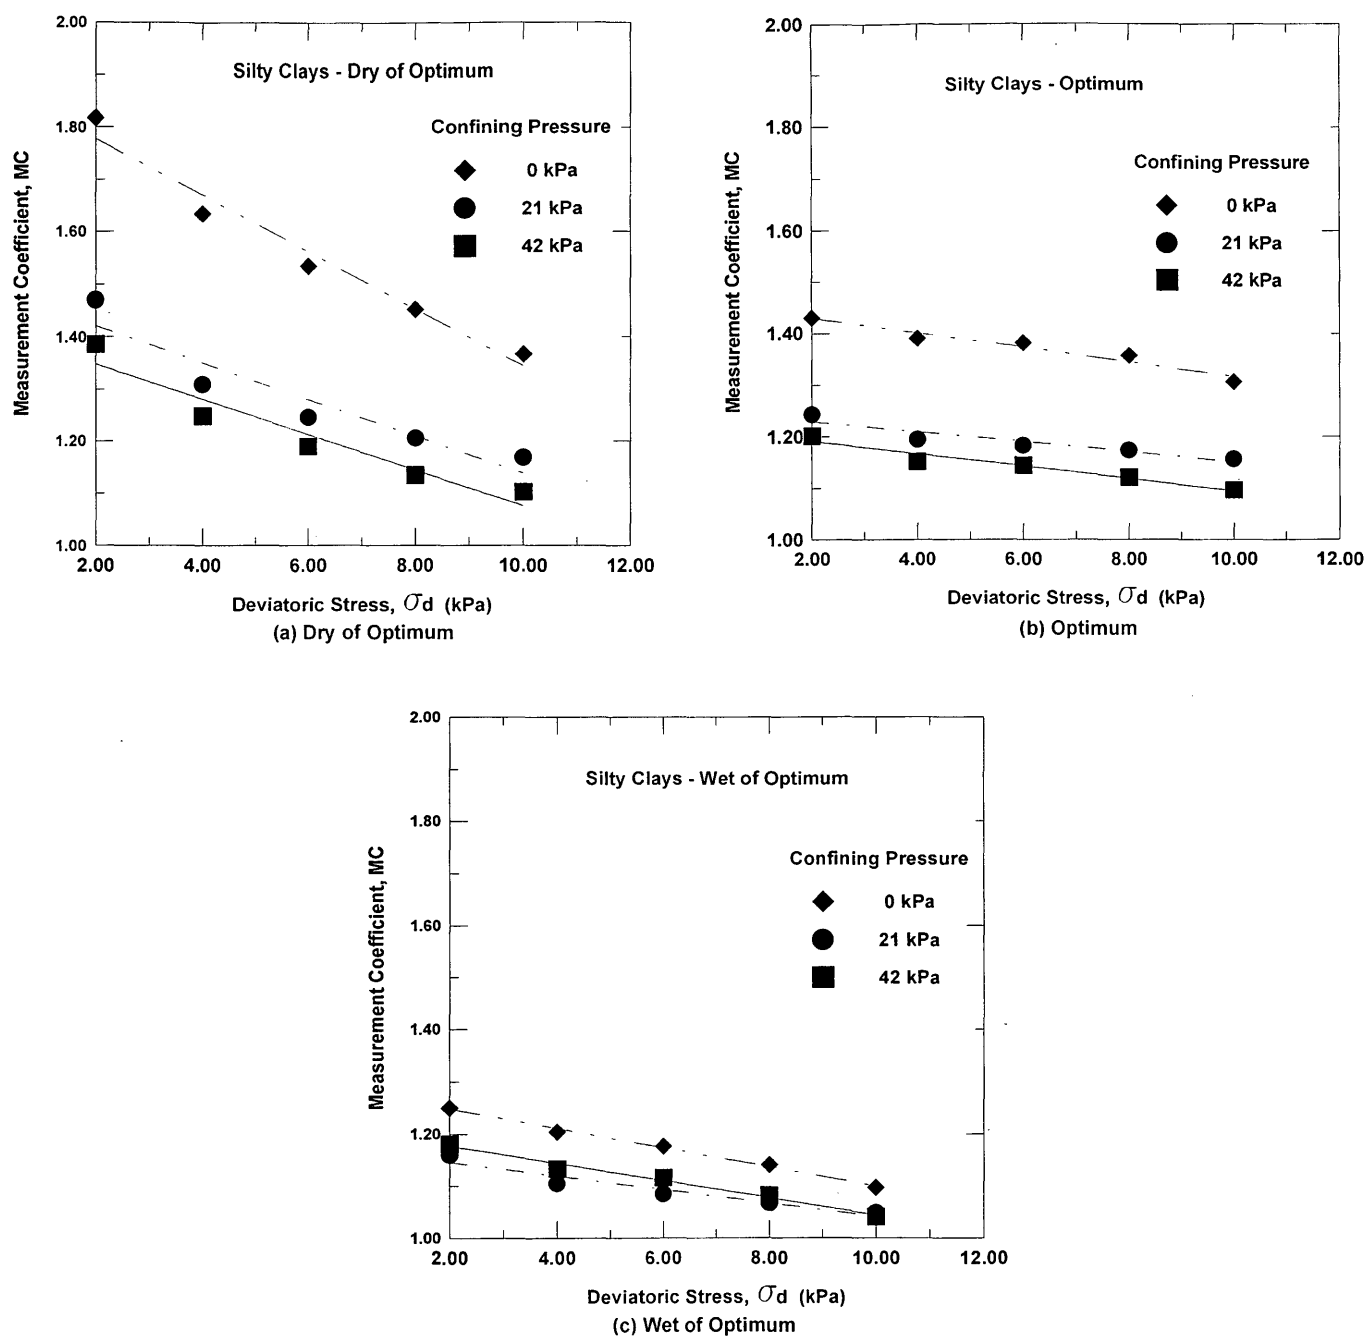 2.00
Silty Clays - Dry of Optimum
1.80
Confining Pressure
0 kPa
1.60
21 kPa
42 kPa
1.40
1.20
1.00
Measurement Coefficient, MC
2.00 4.00 6.00 8.00 10.00 12.00
Deviatoric Stress, σd (kPa)
(a) Dry of Optimum
2.00
Silty Clays - Optimum
1.80
Confining Pressure
0 kPa
1.60
21 kPa
42 kPa
1.40
1.20
1.00
Measurement Coefficient, MC
2.00 4.00 6.00 8.00 10.00 12.00
Deviatoric Stress, σd (kPa)
(b) Optimum
2.00
Silty Clays - Wet of Optimum
1.80
Confining Pressure
0 kPa
1.60
21 kPa
42 kPa
1.40
1.20
1.00
Measurement Coefficient, MC
2.00 4.00 6.00 8.00 10.00 12.00
Deviatoric Stress, σd (kPa)
(c) Wet of Optimum